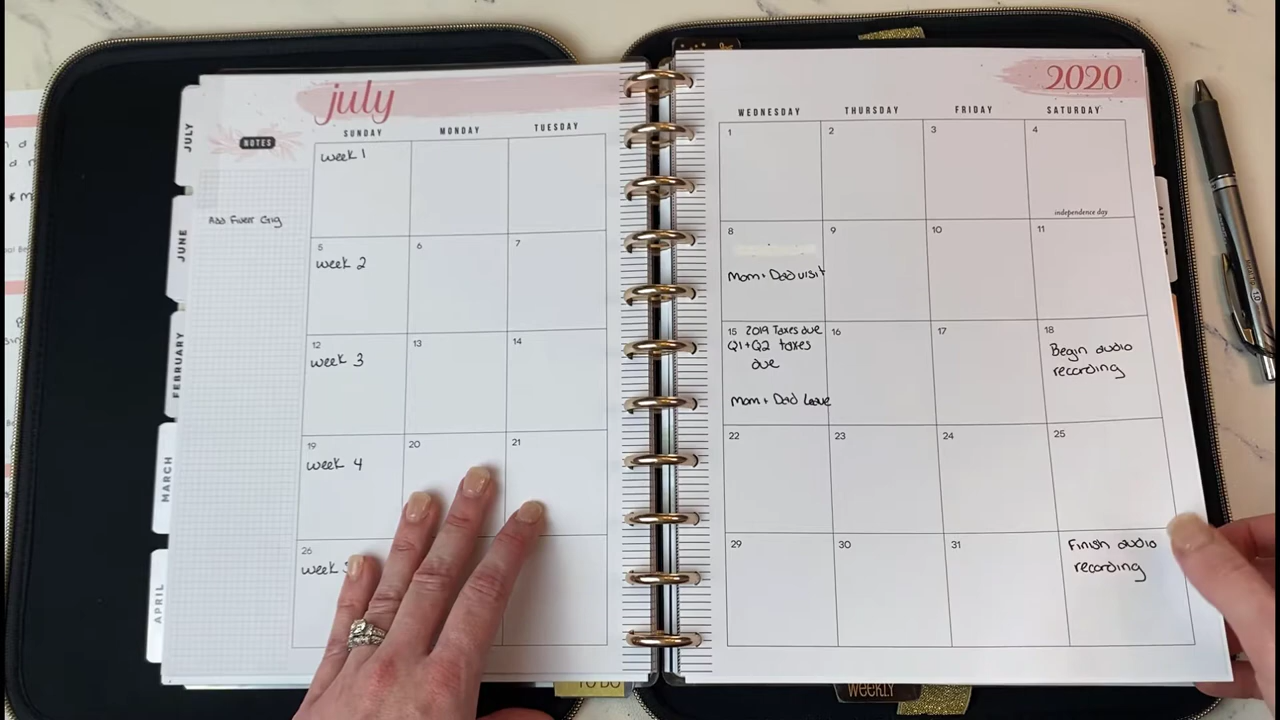 july
2020
NOTES
Add Fiverr Gig
SUNDAY MONDAY TUESDAY WEDNESDAY THURSDAY FRIDAY SATURDAY
week 1
1 2 3 4
independence day
5 6 7 8 9 10 11
week 2
Mom + Dad visit
12 13 14 15 16 17 18
week 3
2019 Taxes due
Q1+Q2 taxes
due
Mom + Dad Leave
Begin audio
recording
19 20 21 22 23 24 25
week 4
26 29 30 31
week
Finish audio
recording
JULY
JUNE
FEBRUARY
MARCH
APRIL
TO DO
WEEKLY